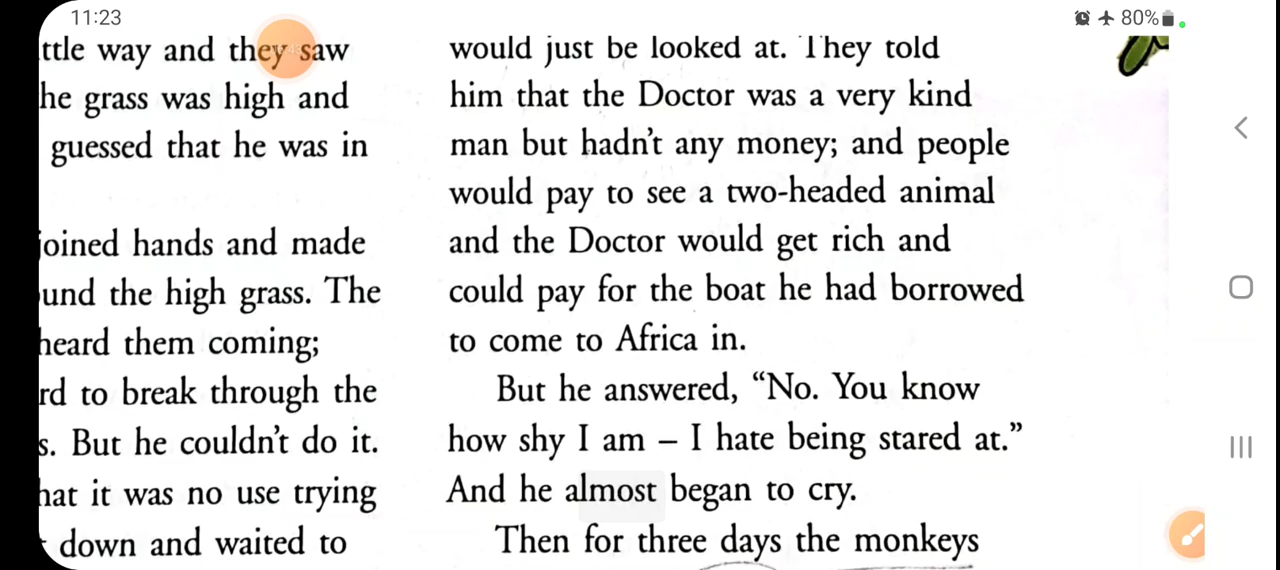 11:23
80%
ttle way and they saw
he grass was high and
guessed that he was in
joined hands and made
und the high grass. The
heard them coming;
rd to break through the
s. But he couldn't do it.
hat it was no use trying
down and waited to
would just be looked at. They told
him that the Doctor was a very kind
man but hadn't any money; and people
would pay to see a two-headed animal
and the Doctor would get rich and
could pay for the boat he had borrowed
to come to Africa in.
But he answered, “No. You know
how shy I am – I hate being stared at.”
And he almost began to cry.
Then for three days the monkeys